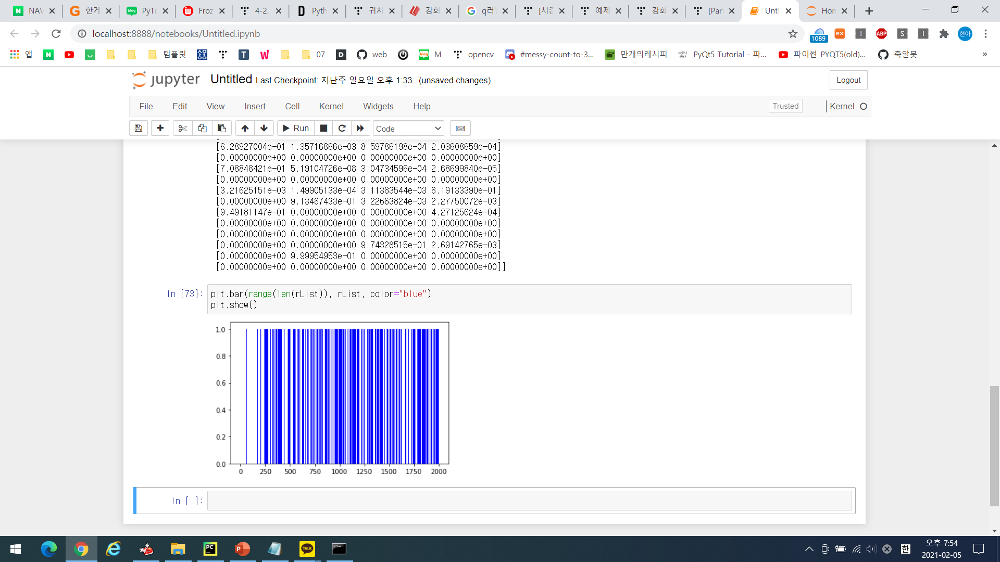 NAV
한게
PyTo
Froz
4-2.
Pyth
귀차
강화
q러
[시준
예제
강화
[Part
Unti
Hom
localhost:8888/notebooks/Untitled.ipynb
1089
EX
ABP
S
현아
앱
템플릿
07
web
M
opencv
#messy-count-to-3...
만개의레시피
PyQt5 Tutorial - 파...
파이썬_PYQT5(old)...
축알못
»
jupyter Untitled Last Checkpoint: 지난주 일요일 오후 1:33 (unsaved changes)
Logout
File Edit View Insert Cell Kernel Widgets Help
Trusted
Kernel
Run
Code
[6.28927004e-01 1.35716866e-03 8.59786198e-04 2.03608659e-04]
[0.00000000e+00 0.00000000e+00 0.00000000e+00 0.00000000e+00]
[7.08848421e-01 5.19104726e-08 3.04734596e-04 2.68699840e-05]
[0.00000000e+00 0.00000000e+00 0.00000000e+00 0.00000000e+00]
[3.21625151e-03 1.49905133e-04 3.11383544e-03 8.19133390e-01]
[0.00000000e+00 9.13487433e-01 3.22663824e-03 2.27750072e-03]
[9.49181147e-01 0.00000000e+00 0.00000000e+00 4.27125624e-04]
[0.00000000e+00 0.00000000e+00 0.00000000e+00 0.00000000e+00]
[0.00000000e+00 0.00000000e+00 0.00000000e+00 0.00000000e+00]
[0.00000000e+00 0.00000000e+00 9.74328515e-01 2.69142765e-03]
[0.00000000e+00 9.99954953e-01 0.00000000e+00 0.00000000e+00]
[0.00000000e+00 0.00000000e+00 0.00000000e+00 0.00000000e+00]]
In [73]: plt.bar(range(len(rList)), rList, color="blue")
plt.show()
1.0
0.8
0.6
0.4
0.2
0.0
0 250 500 750 1000 1250 1500 1750 2000
In [ ]:
한
오후 7:54
2021-02-05